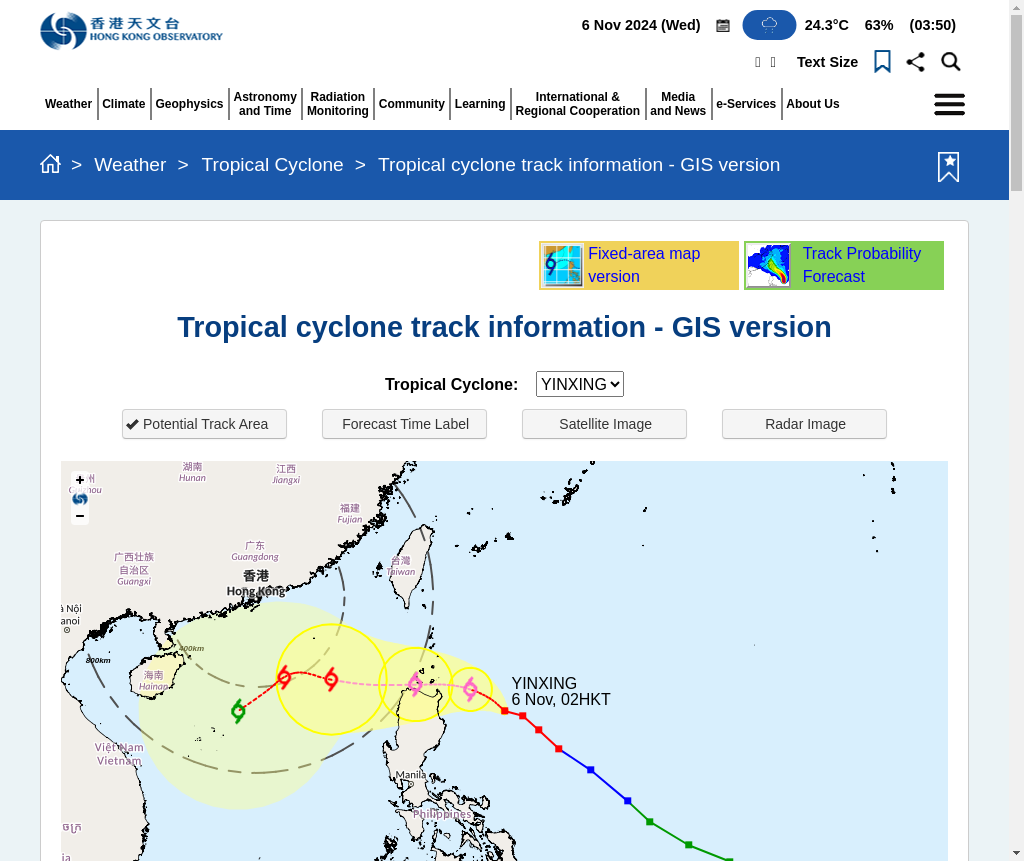 香港天文台
HONG KONG OBSERVATORY
6 Nov 2024 (Wed) 24.3°C 63% (03:50)
Text Size
Weather
Climate
Geophysics
Astronomy
and Time
Radiation
Monitoring
Community
Learning
International &
Regional Cooperation
Media
and News
e-Services
About Us
> Weather > Tropical Cyclone > Tropical cyclone track information - GIS version
Fixed-area map
version
Track Probability
Forecast
Tropical cyclone track information - GIS version
Tropical Cyclone: YINXING
Potential Track Area
Forecast Time Label
Satellite Image
Radar Image
+
−
州
湖南
Hunan
江西
Jiangxi
福建
Fujian
台灣
Taiwan
广东
Guangdong
广西壮族
自治区
Guangxi
香港
Hong Kong
à Nội
anoi
400km
800km
海南
Hainan
YINXING
6 Nov, 02HKT
Việt Nam
Vietnam
Manila
Philippines